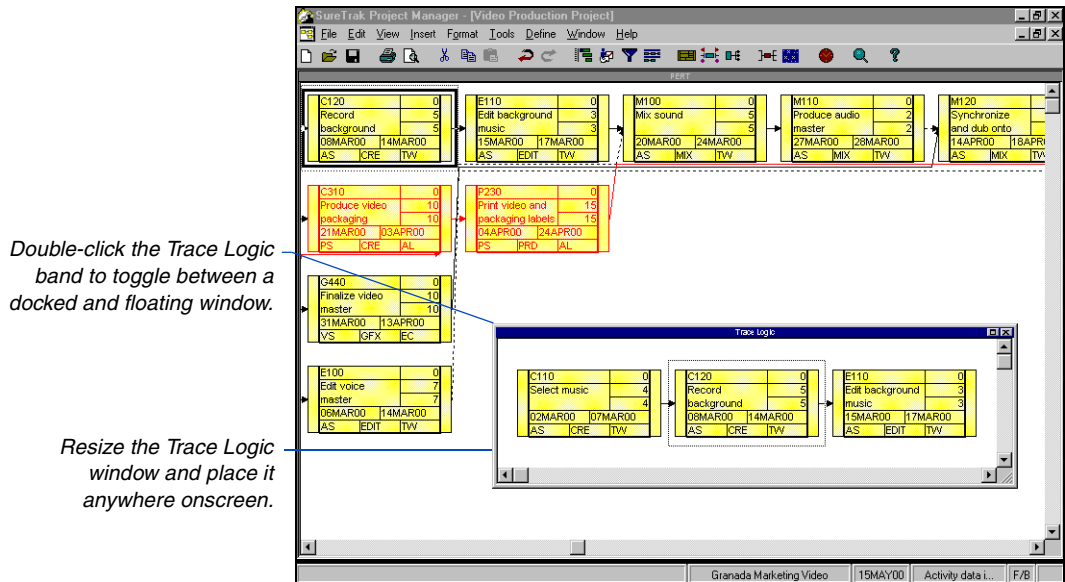 SureTrak Project Manager - [Video Production Project]
File Edit View Insert Format Tools Define Window Help
PERT
C120 0
Record 5
background 5
08MAR00 14MAR00
AS CRE TW
E110 0
Edit background 3
music 3
15MAR00 17MAR00
AS EDIT TW
M100 0
Mix sound 5
5
20MAR00 24MAR00
AS MIX TW
M110 0
Produce audio 2
master 2
27MAR00 28MAR00
AS MIX TW
M120 0
Synchronize
and dub onto
14APR00 18APR
AS MIX TW
C310 0
Produce video 10
packaging 10
21MAR00 03APR00
PS CRE AL
P230 0
Print video and 15
packaging labels 15
04APR00 24APR00
PS PRD AL
G440 0
Finalize video 10
master 10
31MAR00 13APR00
VS GFX EC
E100 0
Edit voice 7
master 7
06MAR00 14MAR00
AS EDIT TW
Double-click the Trace Logic
band to toggle between a
docked and floating window.
Trace Logic
C110 0
Select music 4
4
02MAR00 07MAR00
AS CRE TW
C120 0
Record 5
background 5
08MAR00 14MAR00
AS CRE TW
E110 0
Edit background 3
music 3
15MAR00 17MAR00
AS EDIT TW
Resize the Trace Logic
window and place it
anywhere onscreen.
Granada Marketing Video 15MAY00 Activity data i... F/B